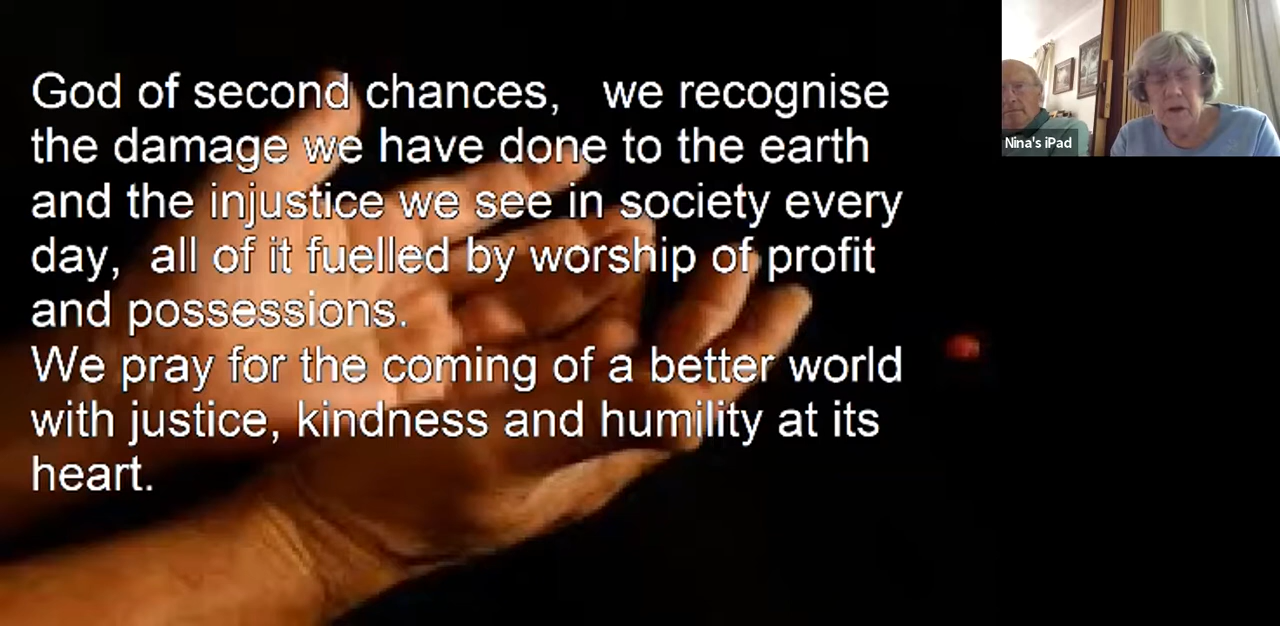 God of second chances,   we recognise
the damage we have done to the earth
and the injustice we see in society every
day,  all of it fuelled by worship of profit
and possessions.
We pray for the coming of a better world
with justice, kindness and humility at its
heart.
Nina's iPad